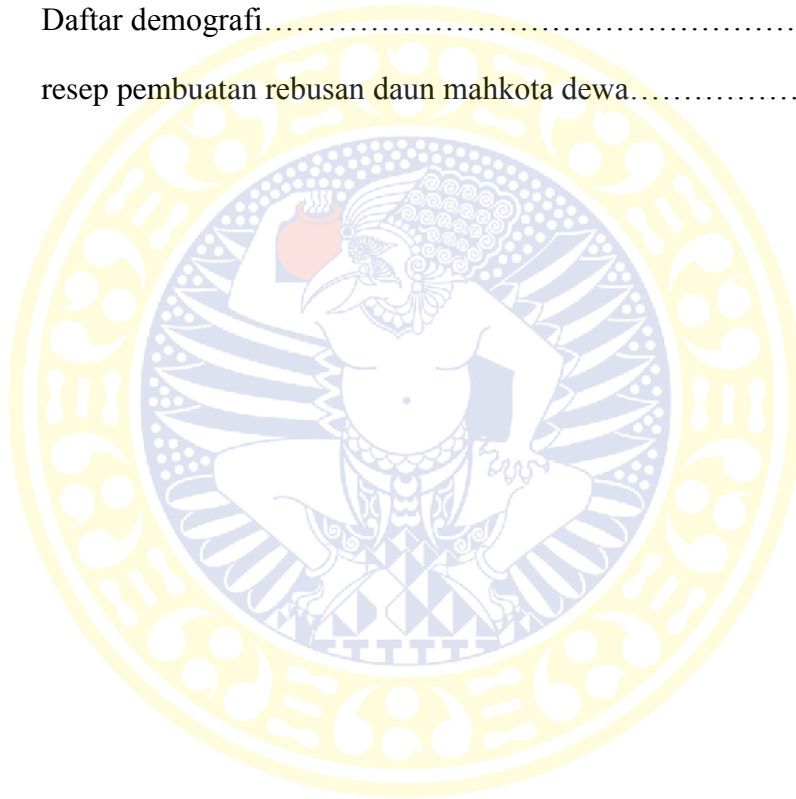 Daftar demografi……………………………………………
resep pembuatan rebusan daun mahkota dewa……………